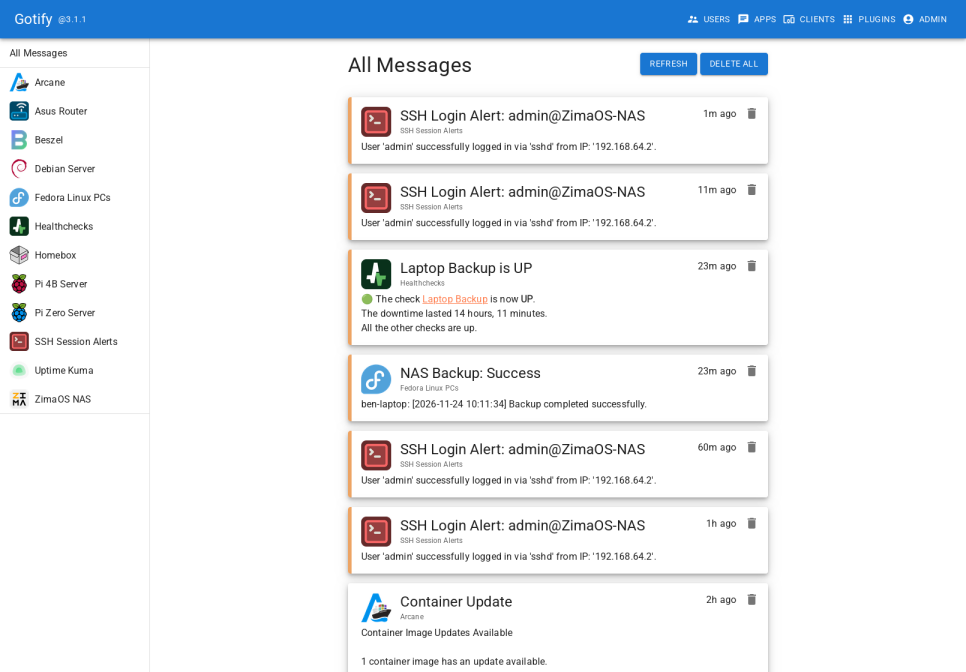 Gotify @3.1.1
USERS APPS CLIENTS PLUGINS ADMIN
All Messages
Arcane
Asus Router
Beszel
Debian Server
Fedora Linux PCs
Healthchecks
Homebox
Pi 4B Server
Pi Zero Server
SSH Session Alerts
Uptime Kuma
ZIMA
ZimaOS NAS
All Messages
REFRESH DELETE ALL
SSH Login Alert: admin@ZimaOS-NAS 1m ago
SSH Session Alerts
User 'admin' successfully logged in via 'sshd' from IP: '192.168.64.2'.
SSH Login Alert: admin@ZimaOS-NAS 11m ago
SSH Session Alerts
User 'admin' successfully logged in via 'sshd' from IP: '192.168.64.2'.
Laptop Backup is UP 23m ago
Healthchecks
🟢 The check Laptop Backup is now UP.
The downtime lasted 14 hours, 11 minutes.
All the other checks are up.
NAS Backup: Success 23m ago
Fedora Linux PCs
ben-laptop: [2026-11-24 10:11:34] Backup completed successfully.
SSH Login Alert: admin@ZimaOS-NAS 60m ago
SSH Session Alerts
User 'admin' successfully logged in via 'sshd' from IP: '192.168.64.2'.
SSH Login Alert: admin@ZimaOS-NAS 1h ago
SSH Session Alerts
User 'admin' successfully logged in via 'sshd' from IP: '192.168.64.2'.
Container Update 2h ago
Arcane
Container Image Updates Available
1 container image has an update available.